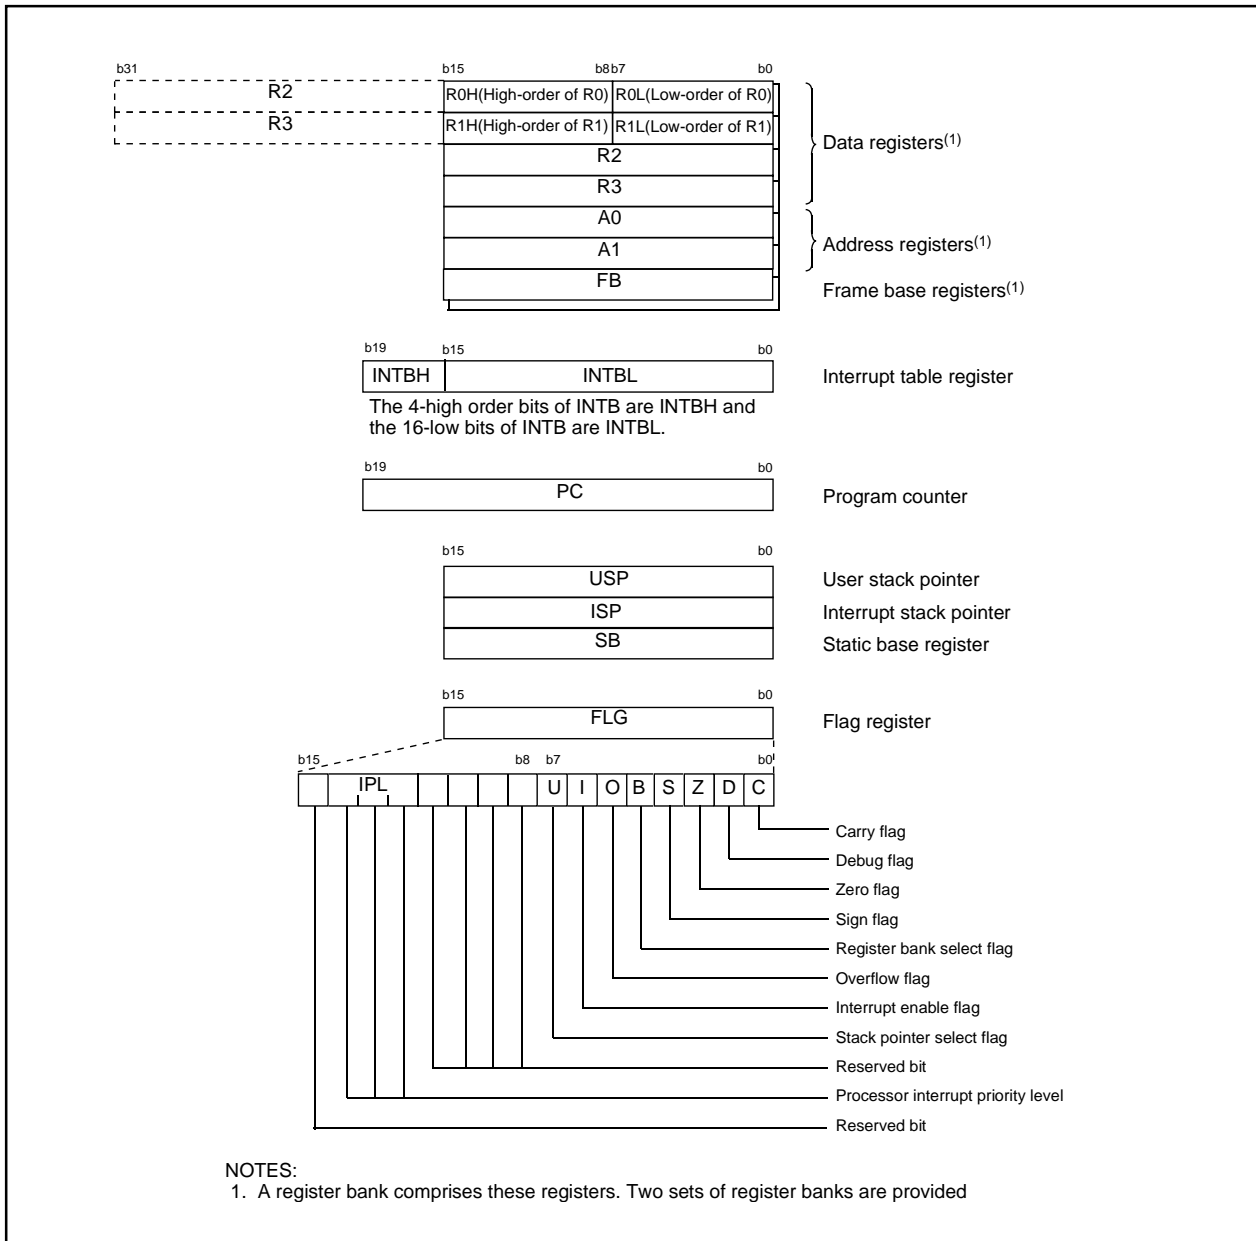 b31 b15 b8b7 b0
R2 R0H(High-order of R0) R0L(Low-order of R0)
R3 R1H(High-order of R1) R1L(Low-order of R1)
Data registers(1)
R2
R3
A0
Address registers(1)
A1
FB
Frame base registers(1)
b19 b15 b0
INTBH INTBL Interrupt table register
The 4-high order bits of INTB are INTBH and
the 16-low bits of INTB are INTBL.
b19 b0
PC Program counter
b15 b0
USP User stack pointer
ISP Interrupt stack pointer
SB Static base register
b15 b0
FLG Flag register
b15 b8 b7 b0
IPL U I O B S Z D C
Carry flag
Debug flag
Zero flag
Sign flag
Register bank select flag
Overflow flag
Interrupt enable flag
Stack pointer select flag
Reserved bit
Processor interrupt priority level
Reserved bit
NOTES:
1. A register bank comprises these registers. Two sets of register banks are provided